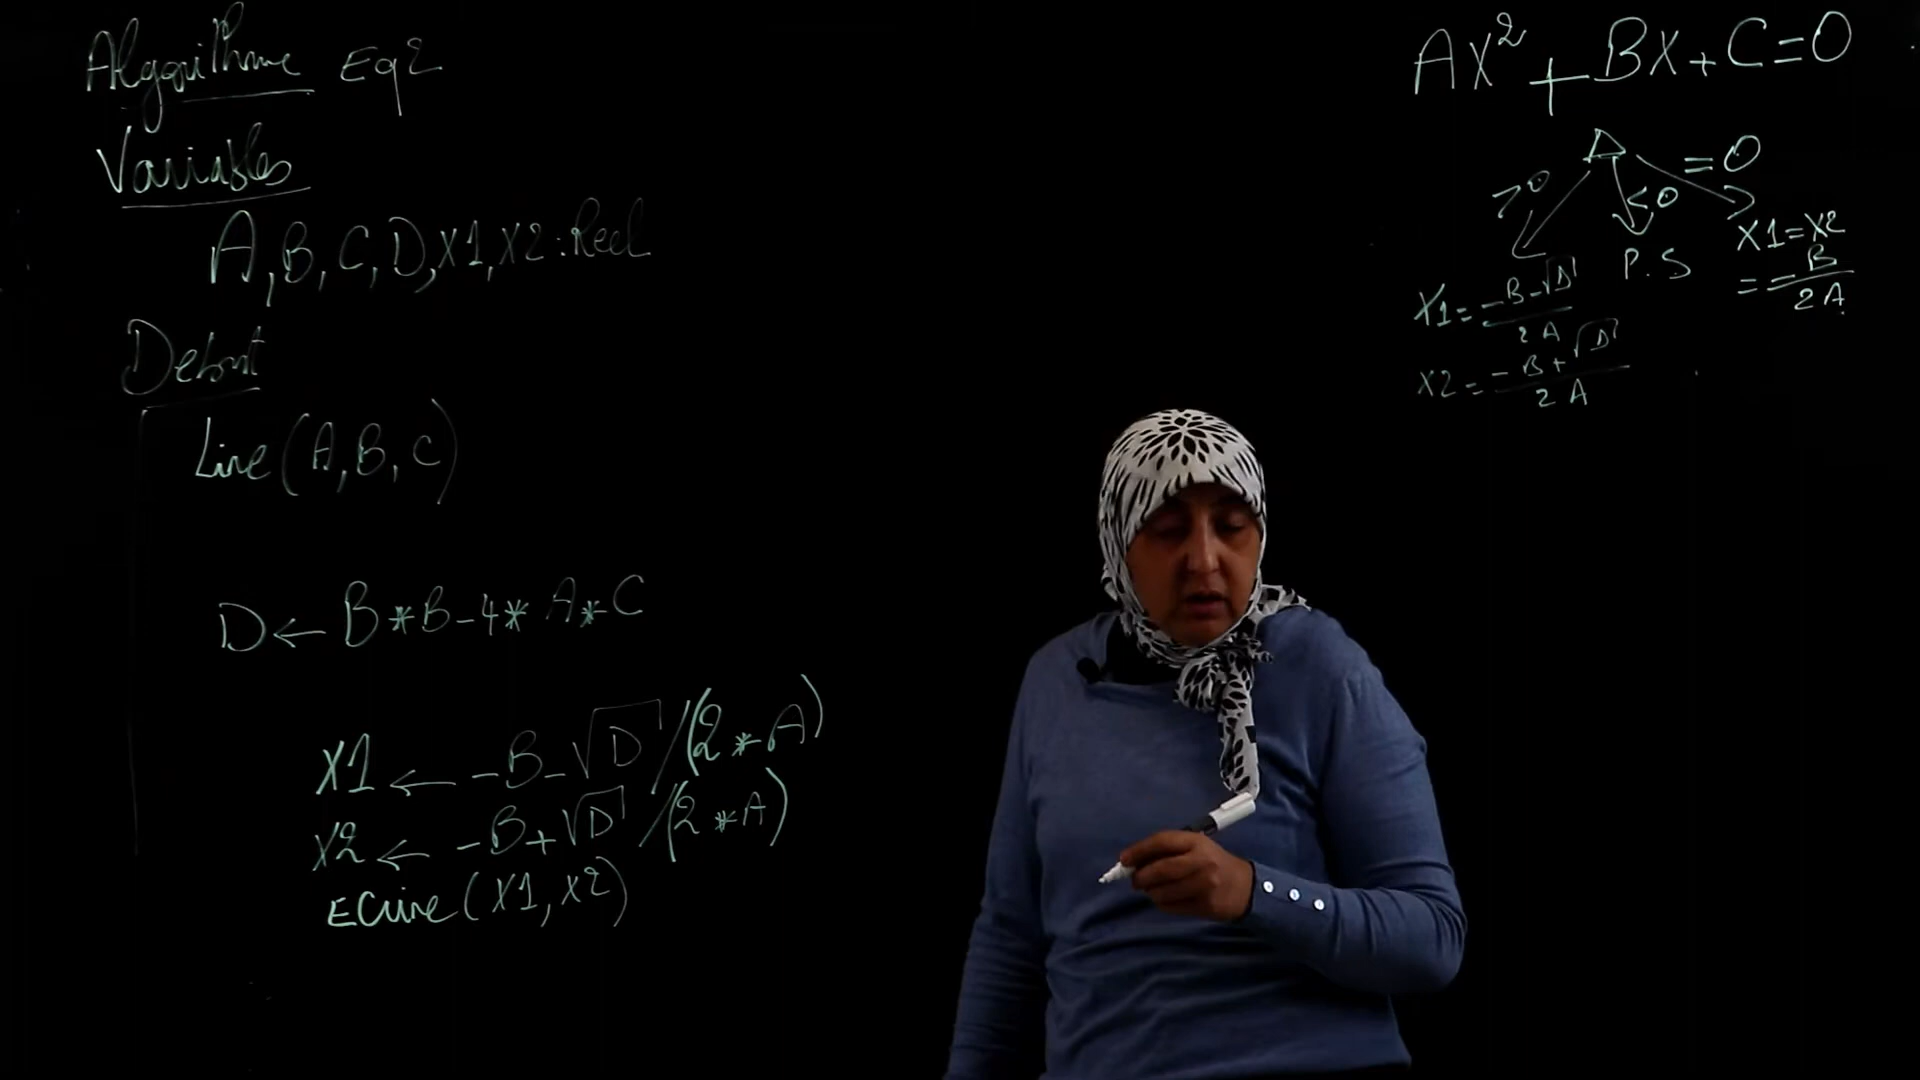 Algorithme Eq2
Variables
A, B, C, D, X1, X2 : Reel
Debut
Lire (A, B, C)
D ← B * B - 4 * A * C
X1 ← -B - √D / (2 * A)
X2 ← -B + √D / (2 * A)
ECrire (X1, X2)
AX² + BX + C = 0
Δ
> 0
< 0
= 0
X1 = (-B - √D) / 2A
X2 = (-B + √D) / 2A
P.S
X1 = X2
= -B / 2A